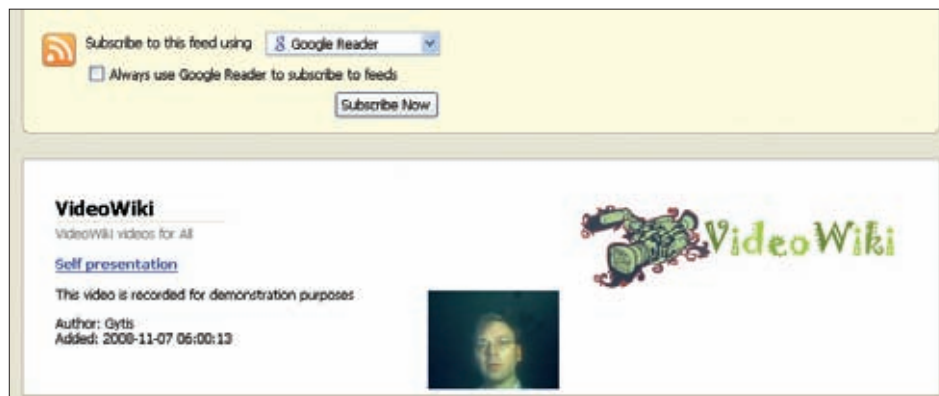 Subscribe to this feed using Google Reader
Always use Google Reader to subscribe to feeds
Subscribe Now
VideoWiki
VideoWiki videos for All
VideoWiki
Self presentation
This video is recorded for demonstration purposes
Author: Gytis
Added: 2008-11-07 06:00:13